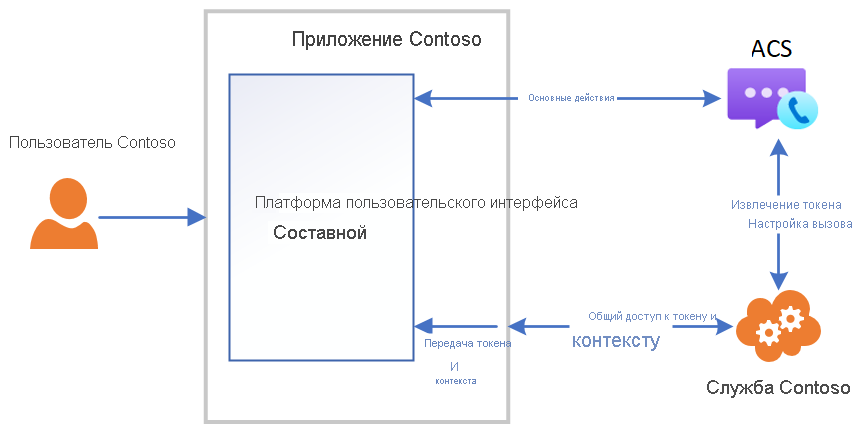 Приложение Contoso
ACS
Основные действия
Пользователь Contoso
Платформа пользовательского интерфейса
Составной
Извлечение токена
Настройка вызова
Общий доступ к токену и
контексту
Передача токена
И
контекста
Служба Contoso